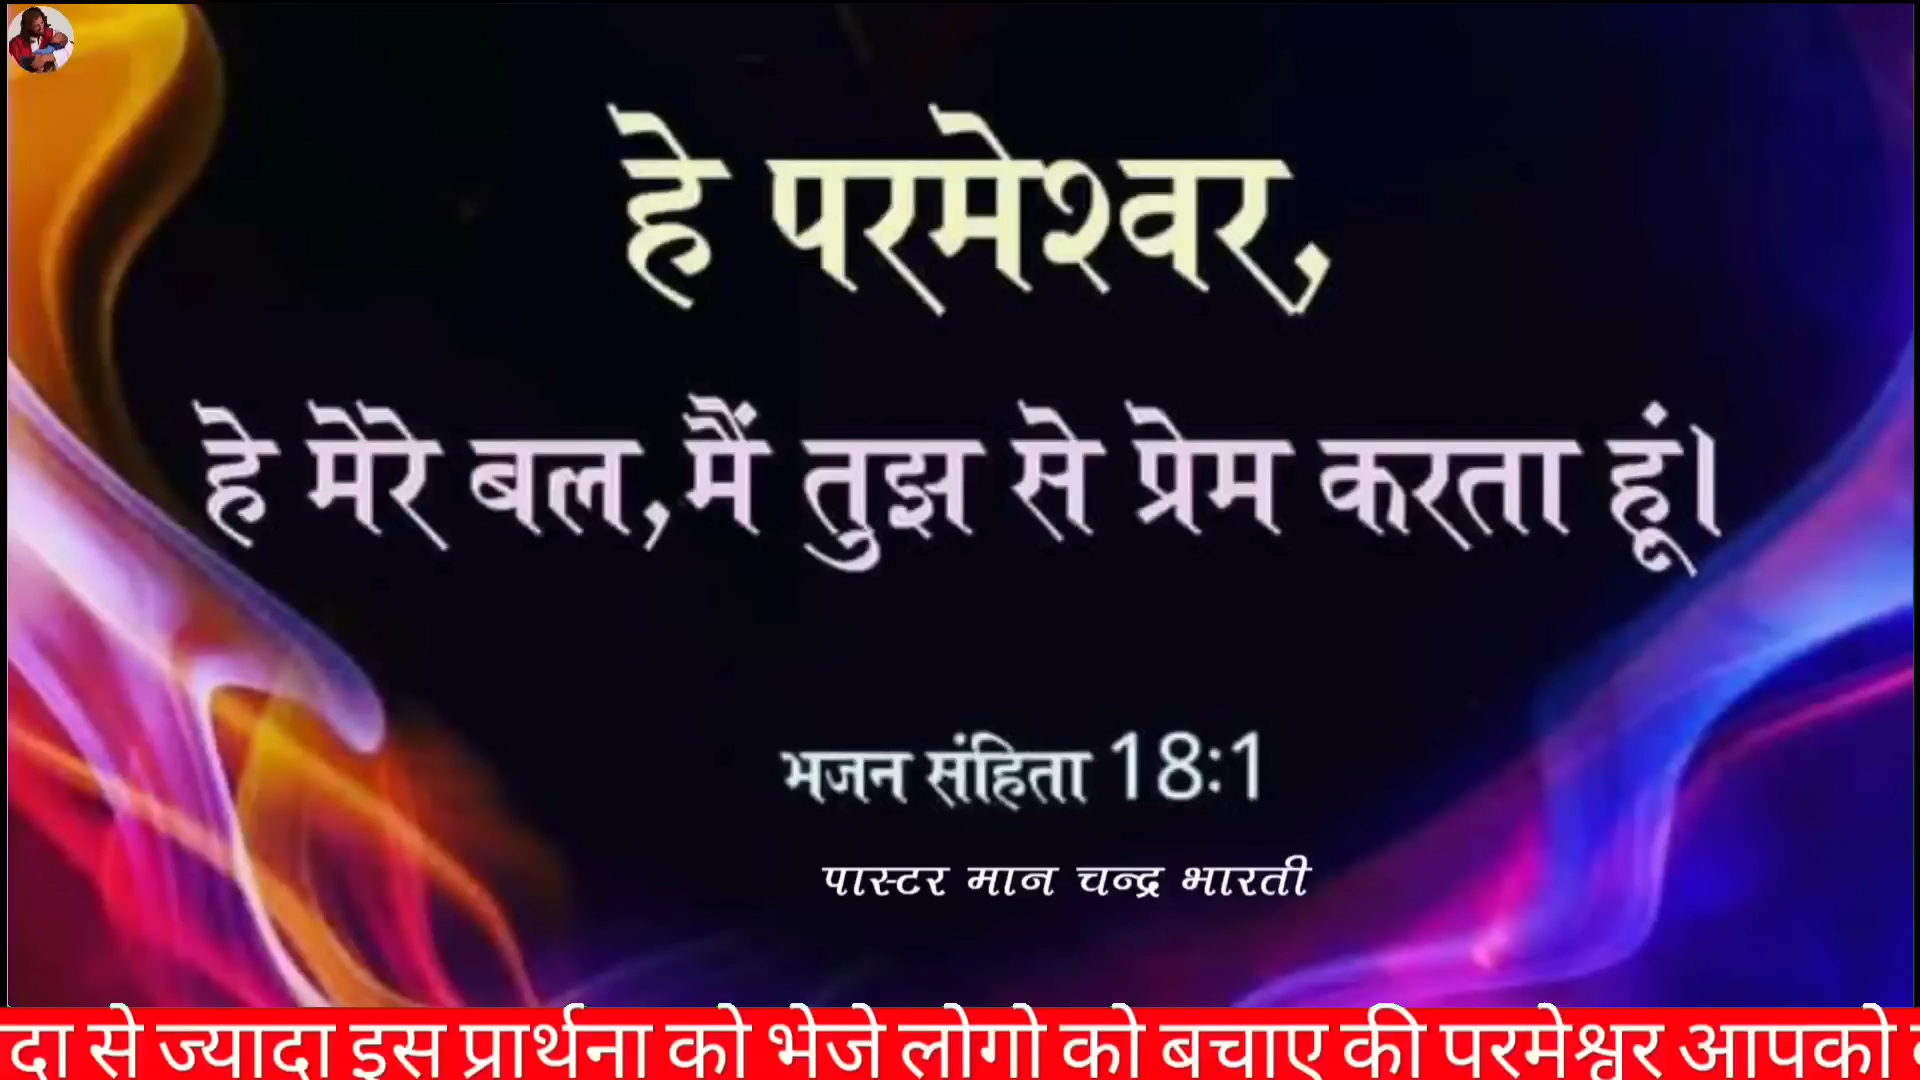 हे परमेश्वर,
हे मेरे बल,मैं तुझ से प्रेम करता हूं।
भजन संहिता 18:1
पास्टर मान चन्द्र भारती
दा से ज्यादा इस प्रार्थना को भेजे लोगो को बचाए की परमेश्वर आपको